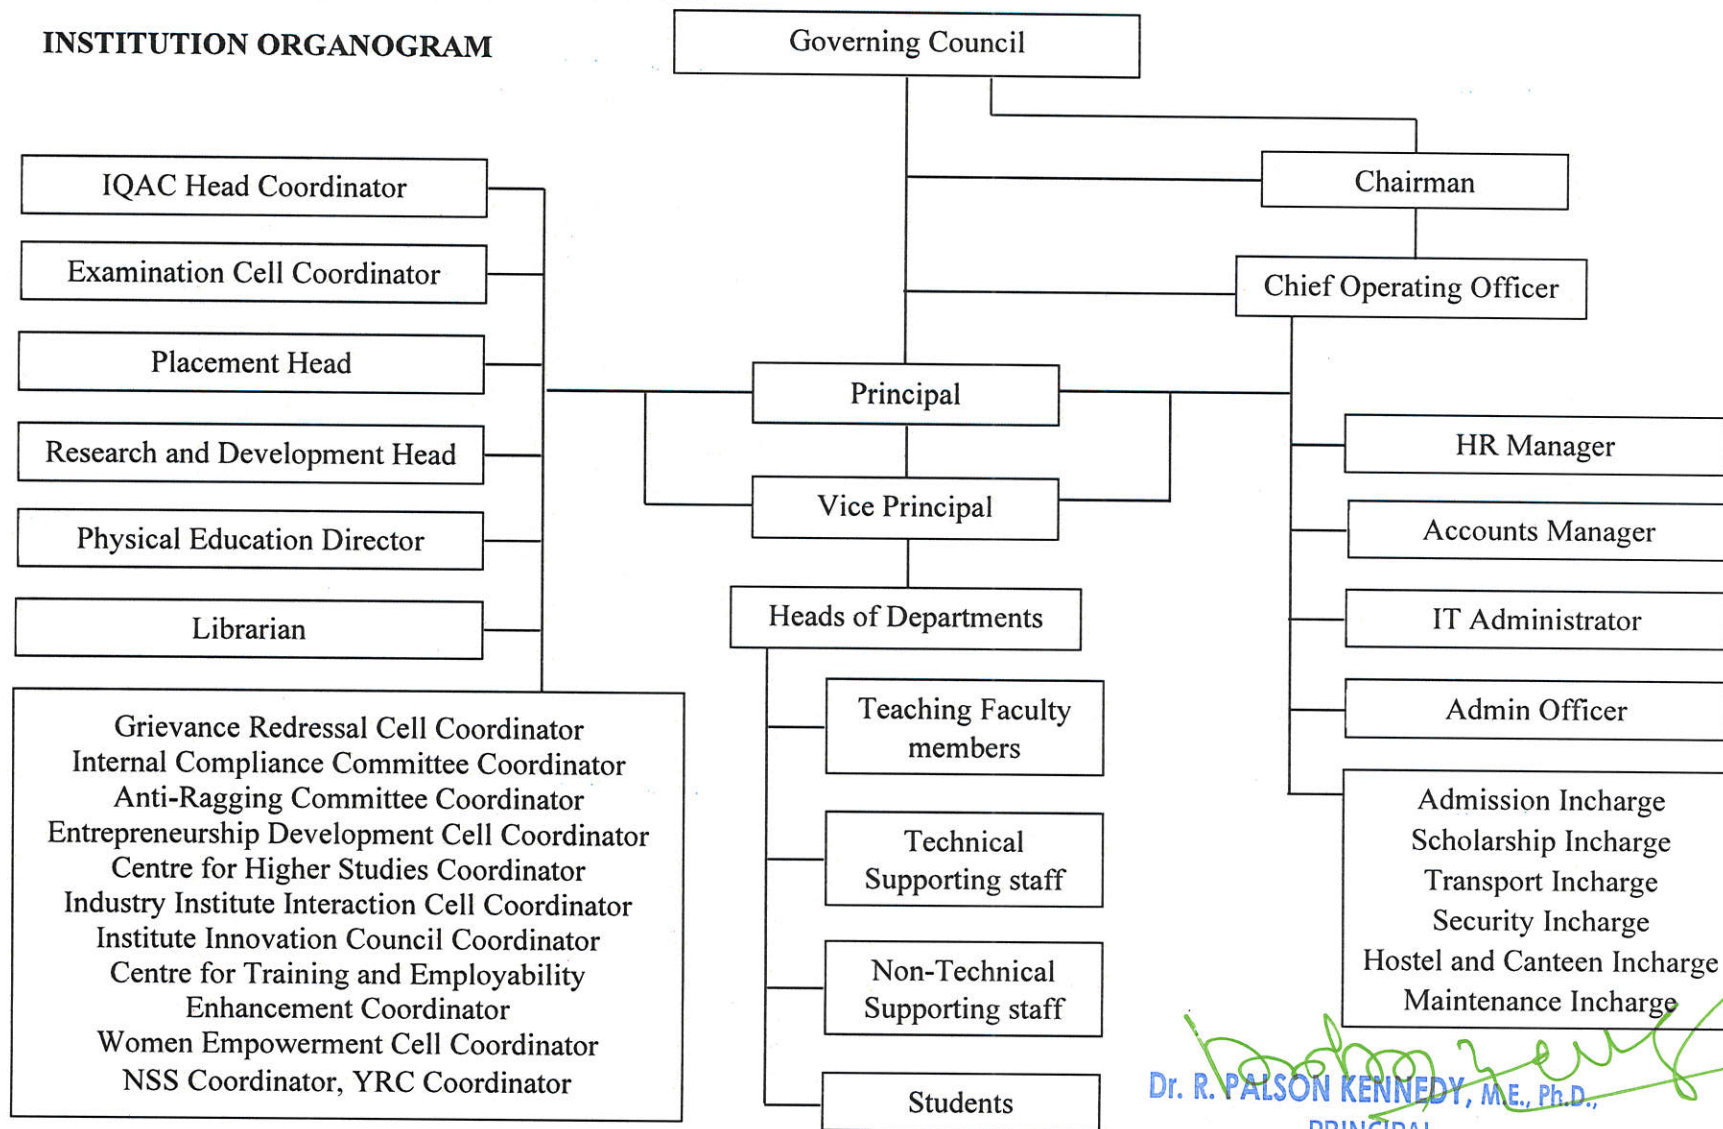 INSTITUTION ORGANOGRAM
Governing Council
Chairman
Chief Operating Officer
IQAC Head Coordinator
Examination Cell Coordinator
Placement Head
Research and Development Head
Physical Education Director
Librarian
Grievance Redressal Cell Coordinator
Internal Compliance Committee Coordinator
Anti-Ragging Committee Coordinator
Entrepreneurship Development Cell Coordinator
Centre for Higher Studies Coordinator
Industry Institute Interaction Cell Coordinator
Institute Innovation Council Coordinator
Centre for Training and Employability
Enhancement Coordinator
Women Empowerment Cell Coordinator
NSS Coordinator, YRC Coordinator
Principal
Vice Principal
Heads of Departments
Teaching Faculty
members
Technical
Supporting staff
Non-Technical
Supporting staff
Students
HR Manager
Accounts Manager
IT Administrator
Admin Officer
Admission Incharge
Scholarship Incharge
Transport Incharge
Security Incharge
Hostel and Canteen Incharge
Maintenance Incharge
Dr. R. PALSON KENNEDY, M.E., Ph.D.,
PRINCIPAL